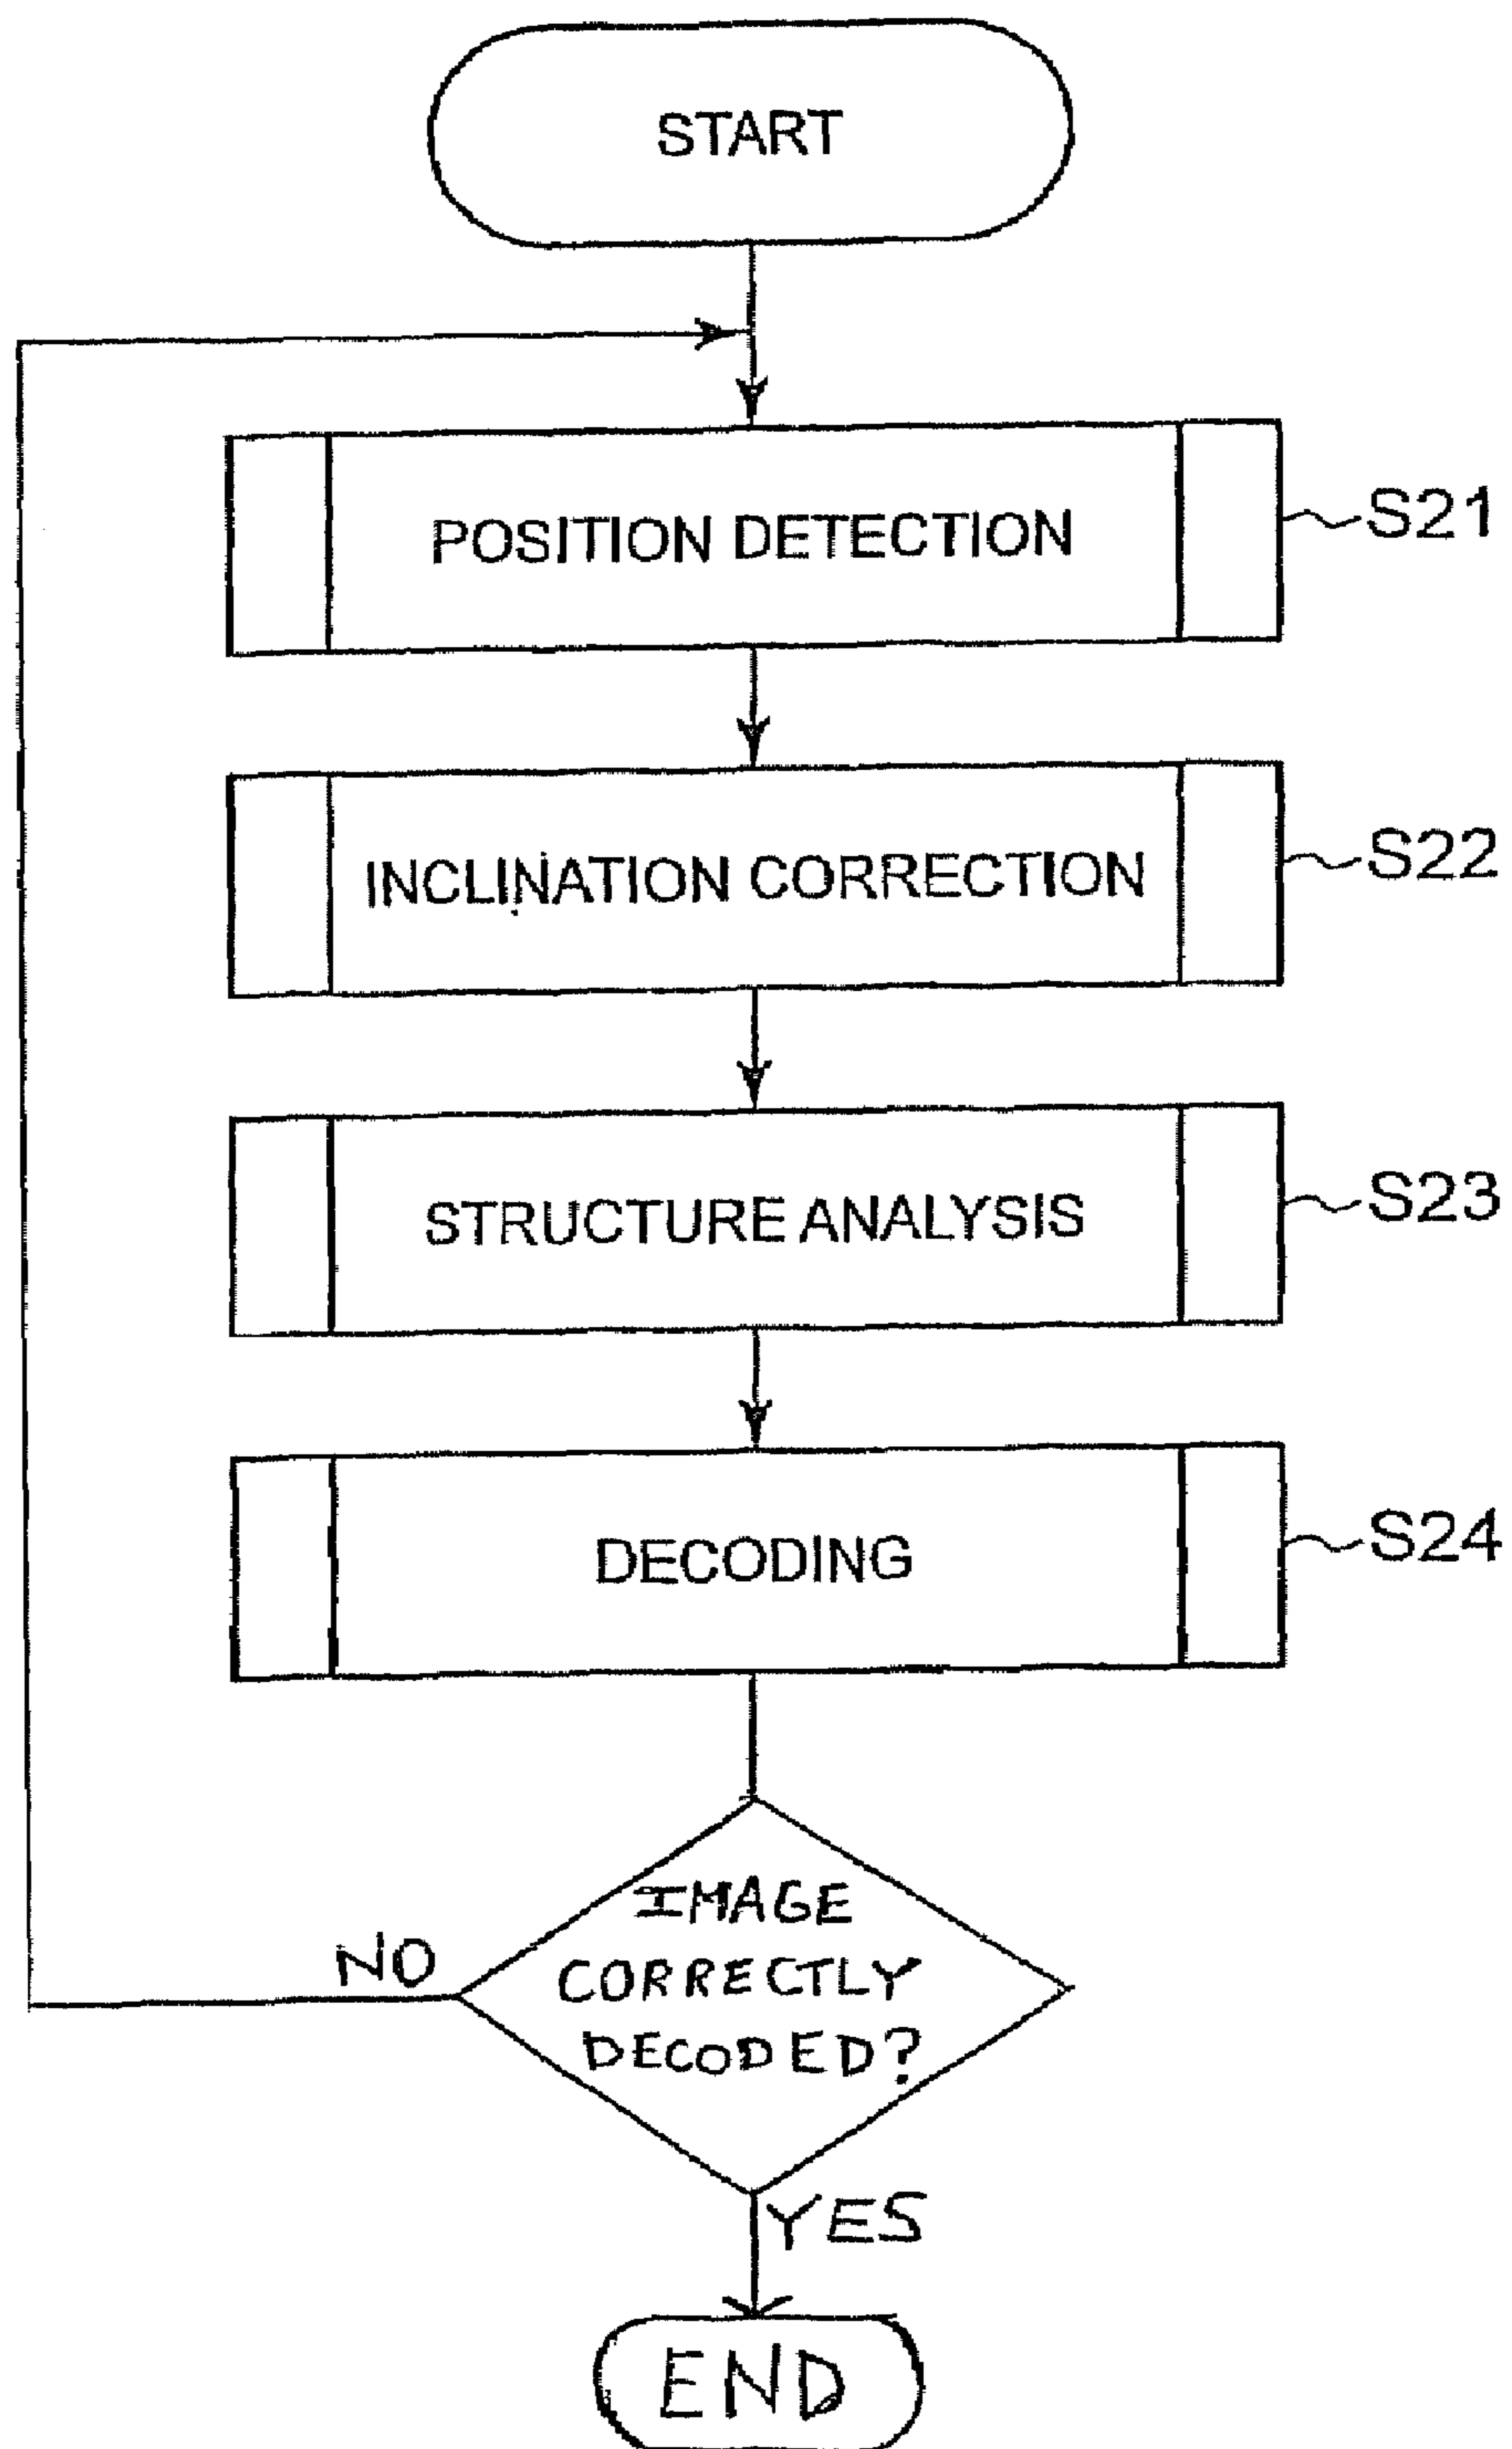 START
POSITION DETECTION
S21
INCLINATION CORRECTION
S22
STRUCTURE ANALYSIS
S23
DECODING
S24
IMAGE
CORRECTLY
DECODED?
NO
YES
END